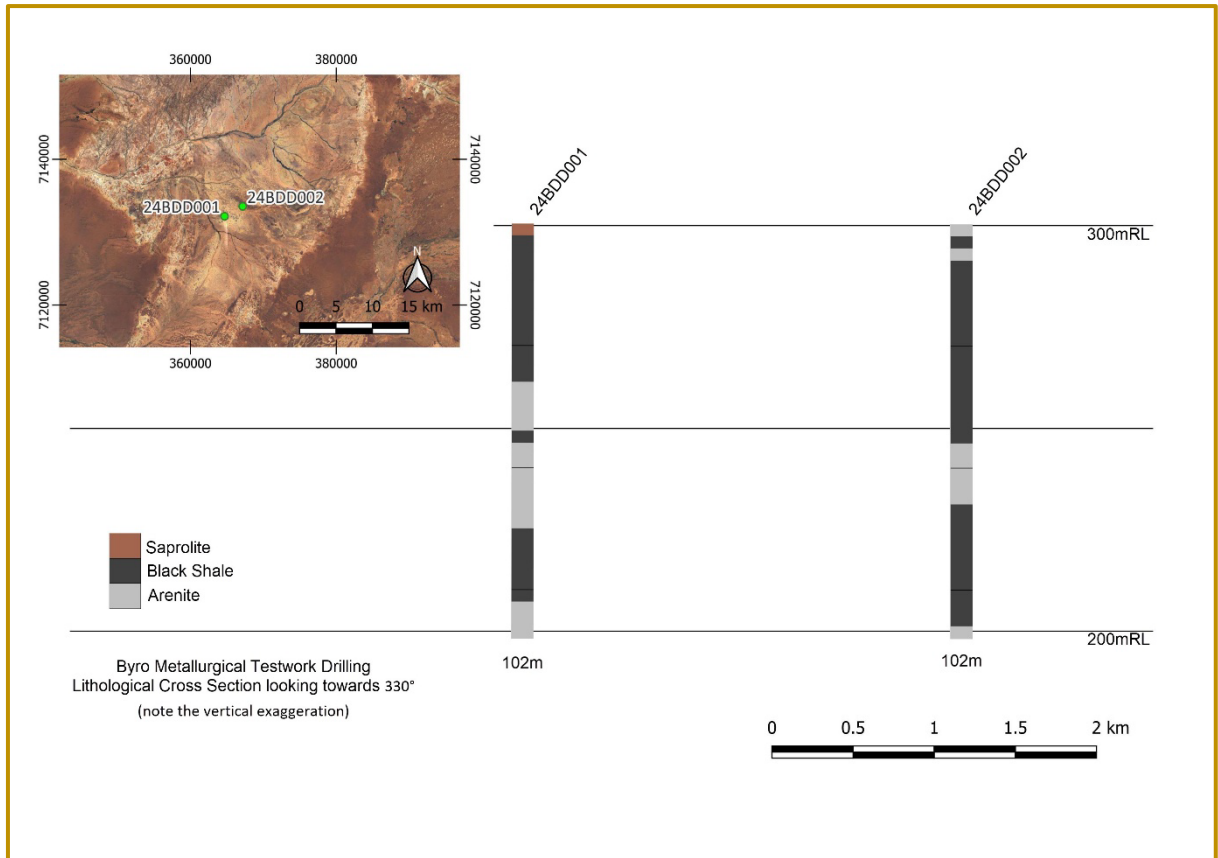 360000 380000
7140000 7140000
24BDD001 24BDD002
N
0 5 10 15 km
7120000 7120000
360000 380000
24BDD001 24BDD002
300mRL
Saprolite
Black Shale
Arenite
200mRL
102m 102m
Byro Metallurgical Testwork Drilling
Lithological Cross Section looking towards 330°
(note the vertical exaggeration)
0 0.5 1 1.5 2 km